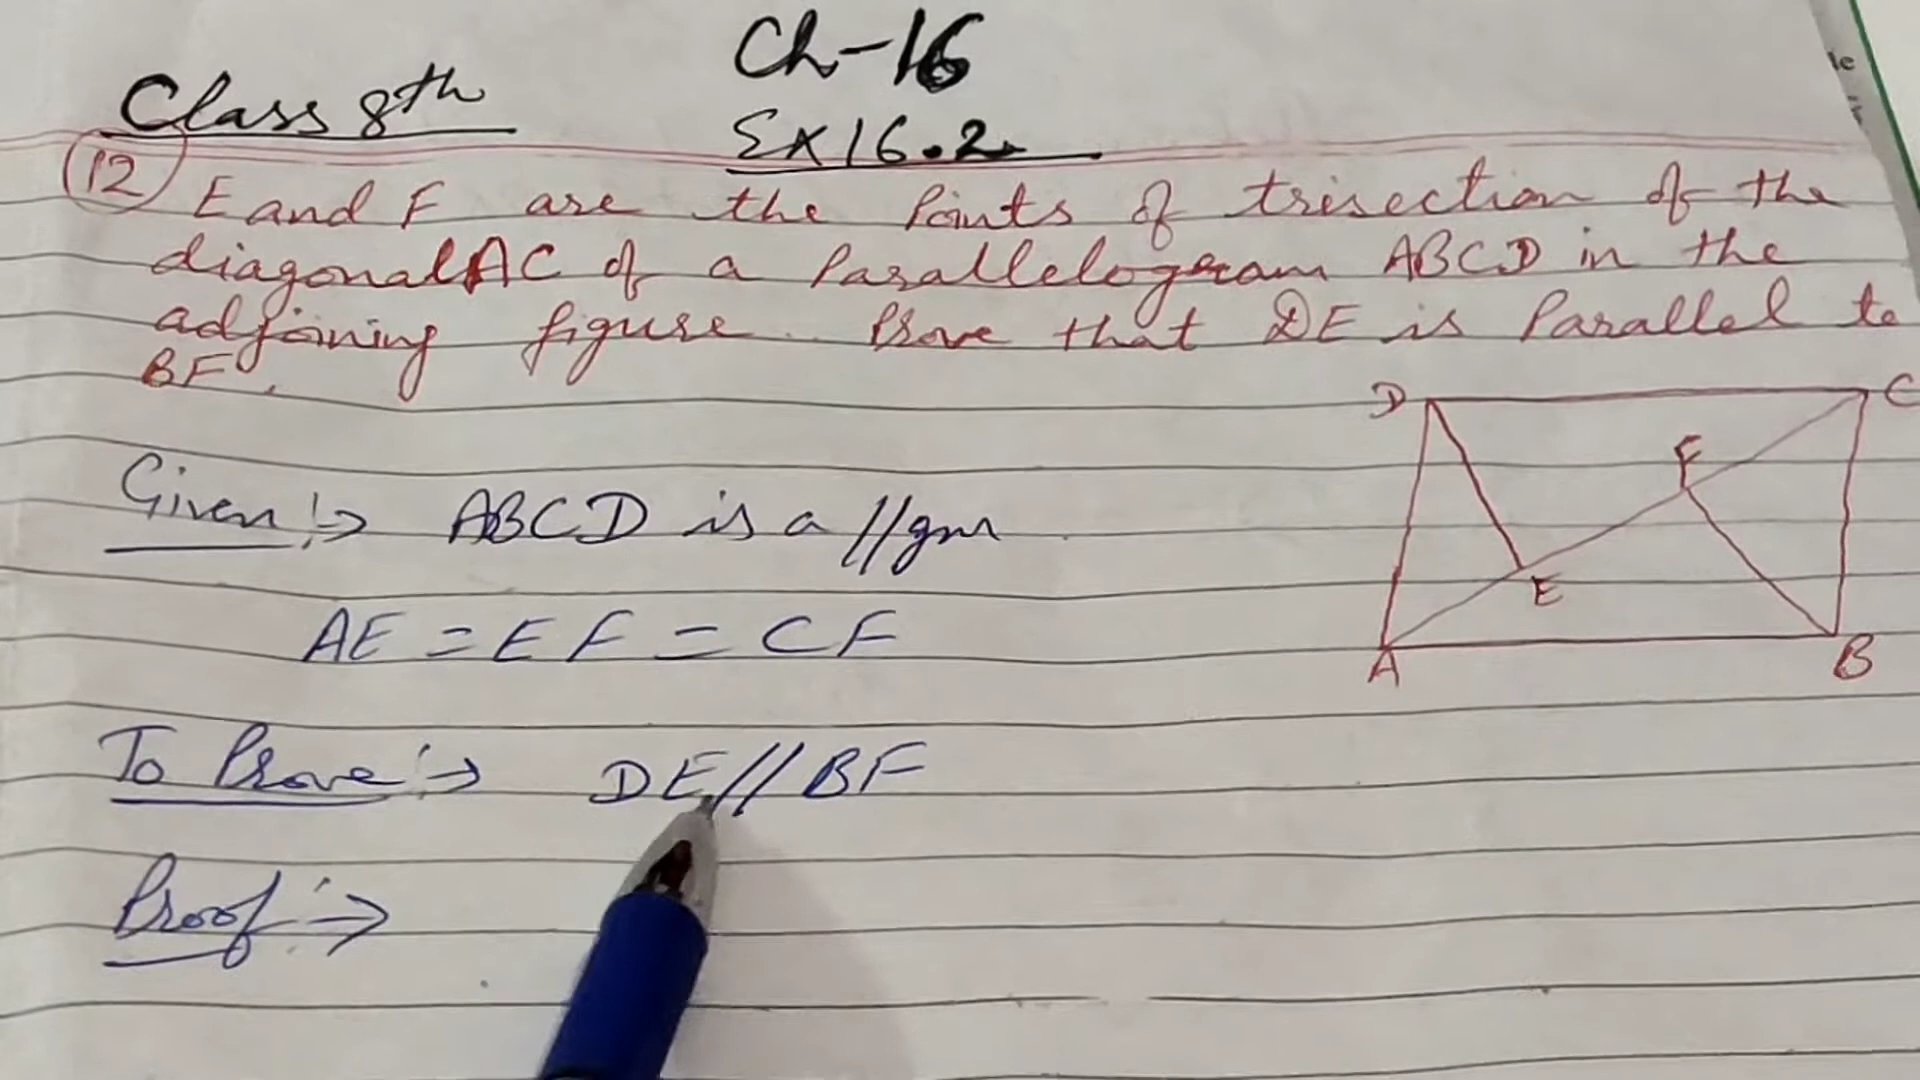 Ch-16
Class 8th
Ex 16.2
12 E and F are the Points of trisection of the
diagonal AC of a Parallelogram ABCD in the
adjoining figure. Prove that DE is Parallel to
BF.
D C
F
E
A B
Given :→ ABCD is a //gm
AE = EF = CF
To Prove :→ DE // BF
Proof :→